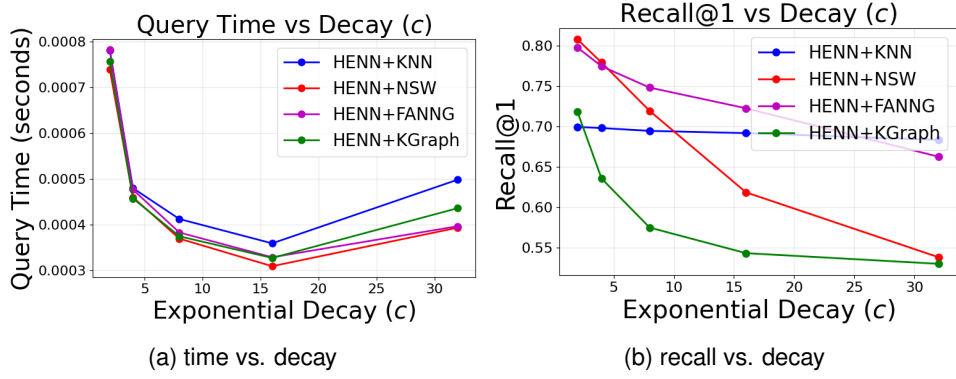 Query Time vs Decay (c)
Query Time (seconds)
0.0008
0.0007
0.0006
0.0005
0.0004
0.0003
HENN+KNN
HENN+NSW
HENN+FANNG
HENN+KGraph
5
10
15
20
25
30
Exponential Decay (c)
(a) time vs. decay
Recall@1 vs Decay (c)
Recall@1
0.80
0.75
0.70
0.65
0.60
0.55
HENN+KNN
HENN+NSW
HENN+FANNG
HENN+KGraph
5
10
15
20
25
30
Exponential Decay (c)
(b) recall vs. decay